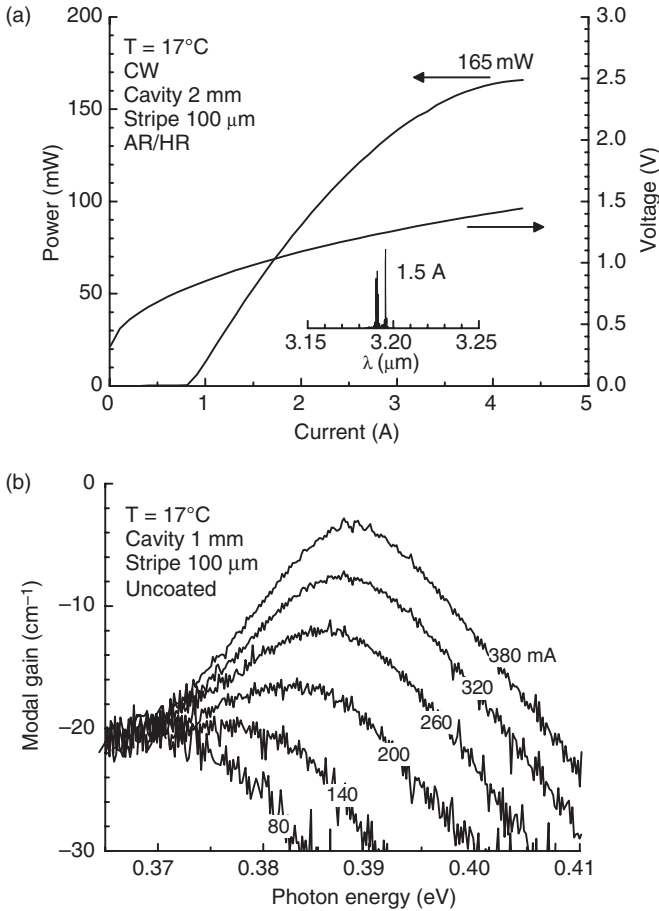 (a)
200
150
100
50
0
Power (mW)
T = 17°C
CW
Cavity 2 mm
Stripe 100 μm
AR/HR
165 mW
3.0
2.5
2.0
1.5
1.0
0.5
0.0
Voltage (V)
1.5 A
3.15 3.20 3.25
λ (μm)
0 1 2 3 4 5
Current (A)
(b)
0
−10
−20
−30
Modal gain (cm−1)
T = 17°C
Cavity 1 mm
Stripe 100 μm
Uncoated
380 mA
320
260
200
140
80
0.37 0.38 0.39 0.40 0.41
Photon energy (eV)